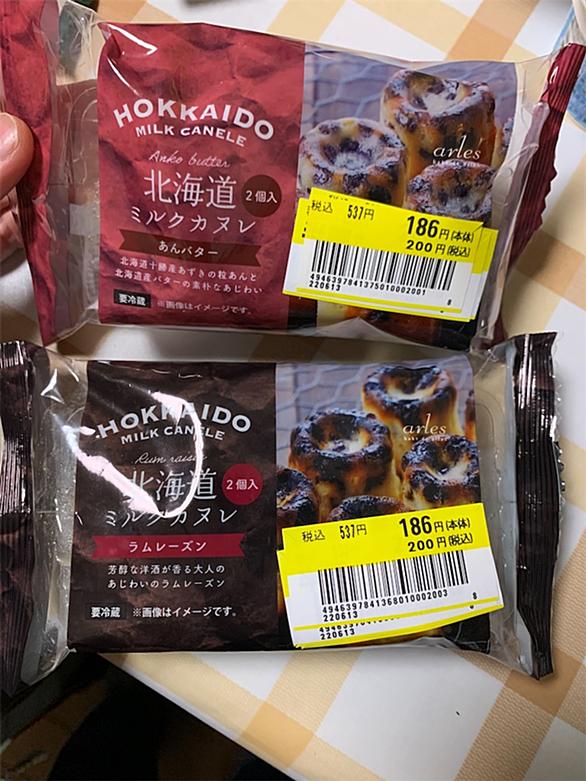 HOKKAIDO
MILK CANELE
Anko butter
北海道
2個入
ミルクカヌレ
あんバター
北海道十勝産あずきの粒あんと
北海道産バターの素朴なあじわい
要冷蔵 ※画像はイメージです。
arles
税込 537円
186円(本体)
200円(税込)
4946397841375010002001
8
220613
HOKKAIDO
MILK CANELE
Rum raisin
北海道
2個入
ミルクカヌレ
ラムレーズン
芳醇な洋酒が香る大人の
あじわいのラムレーズン
要冷蔵 ※画像はイメージです。
arles
税込 537円
186円(本体)
200円(税込)
4946397841368010002003
8
220613
220613